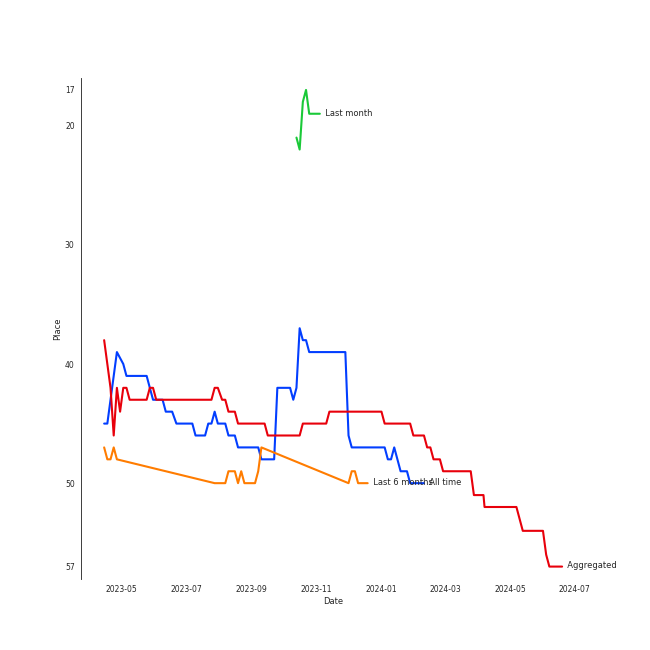 17
Last month
20
30
Place
40
Last 6 months
All time
50
57
Aggregated
2023-05
2023-07
2023-09
2023-11
2024-01
2024-03
2024-05
2024-07
Date